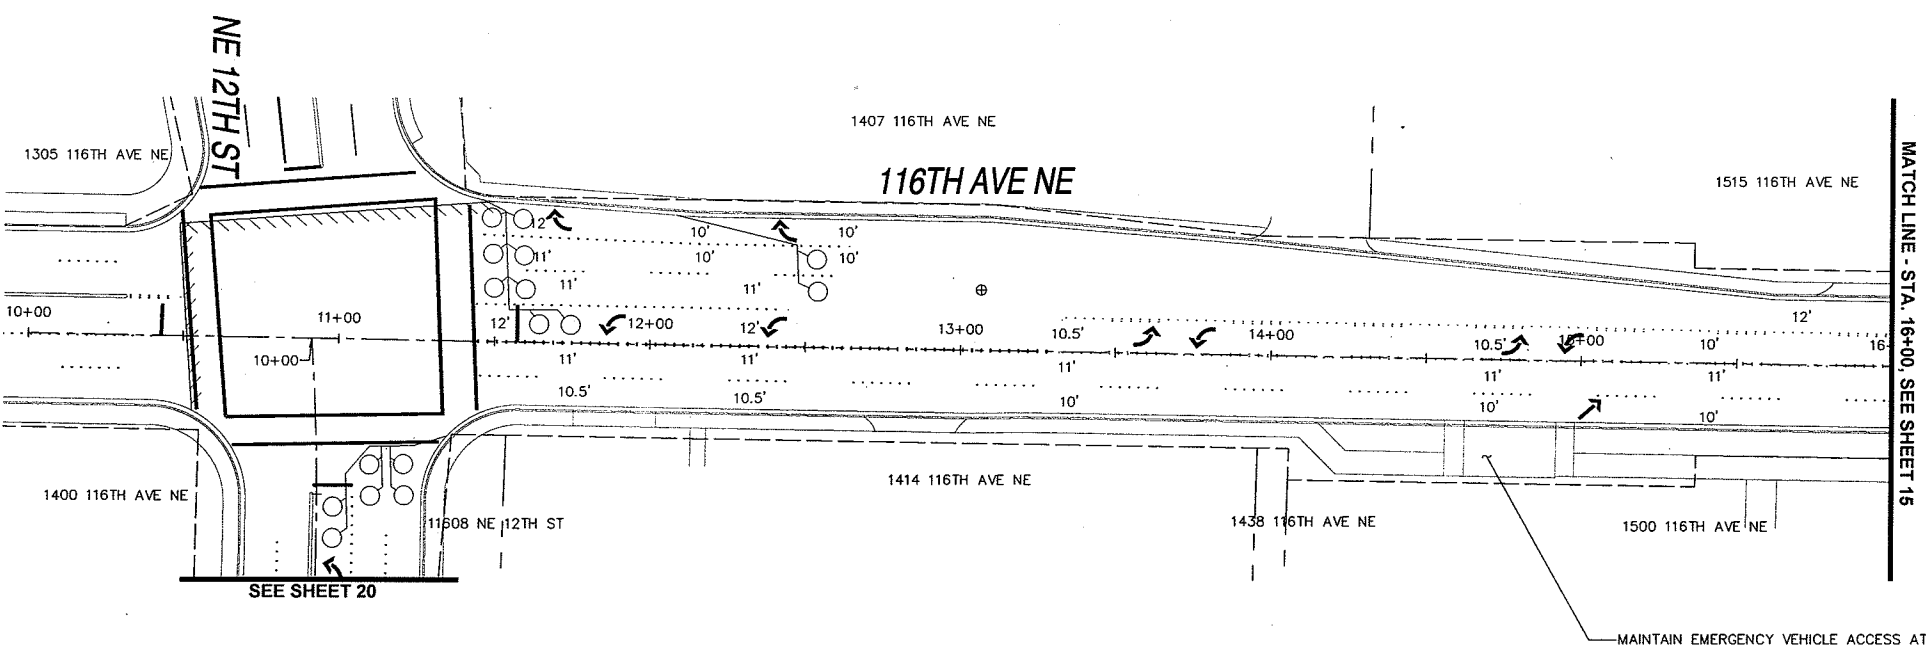 NE 12TH ST
1407 116TH AVE NE
1305 116TH AVE NE
116TH AVE NE
1515 116TH AVE NE
MATCH LINE - STA. 16+00, SEE SHEET 15
12'
10'
10'
11'
10'
10'
11'
11'
10+00
11+00
12'
12+00
12'
13+00
10.5'
14+00
10.5'
15+00
10'
12'
16
10+00
11'
11'
11'
11'
11'
10.5'
10.5'
10'
10'
10'
1400 116TH AVE NE
11608 NE 12TH ST
1414 116TH AVE NE
1438 116TH AVE NE
1500 116TH AVE NE
SEE SHEET 20
MAINTAIN EMERGENCY VEHICLE ACCESS AT